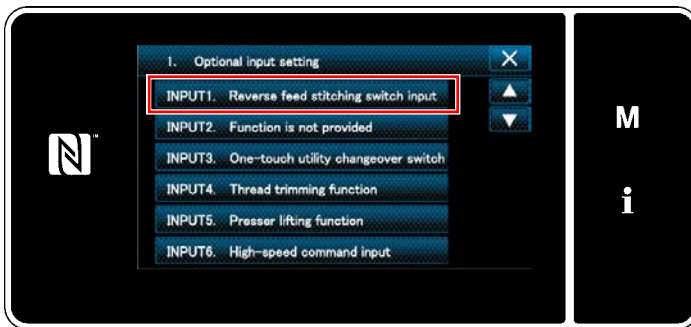 1. Optional input setting
INPUT1. Reverse feed stitching switch input
INPUT2. Function is not provided
INPUT3. One-touch utility changeover switch
INPUT4. Thread trimming function
INPUT5. Presser lifting function
INPUT6. High-speed command input
M
i